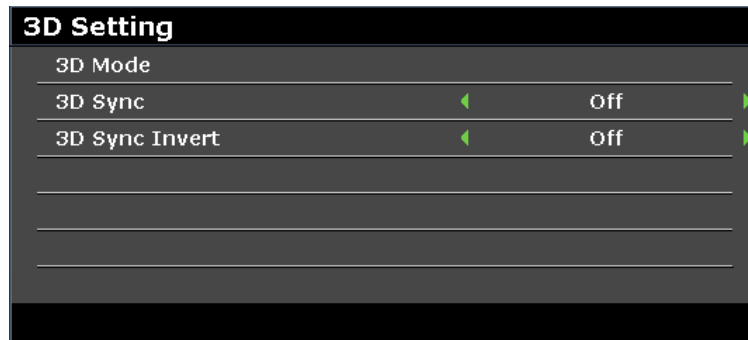 3D Setting
3D Mode
3D Sync Off
3D Sync Invert Off